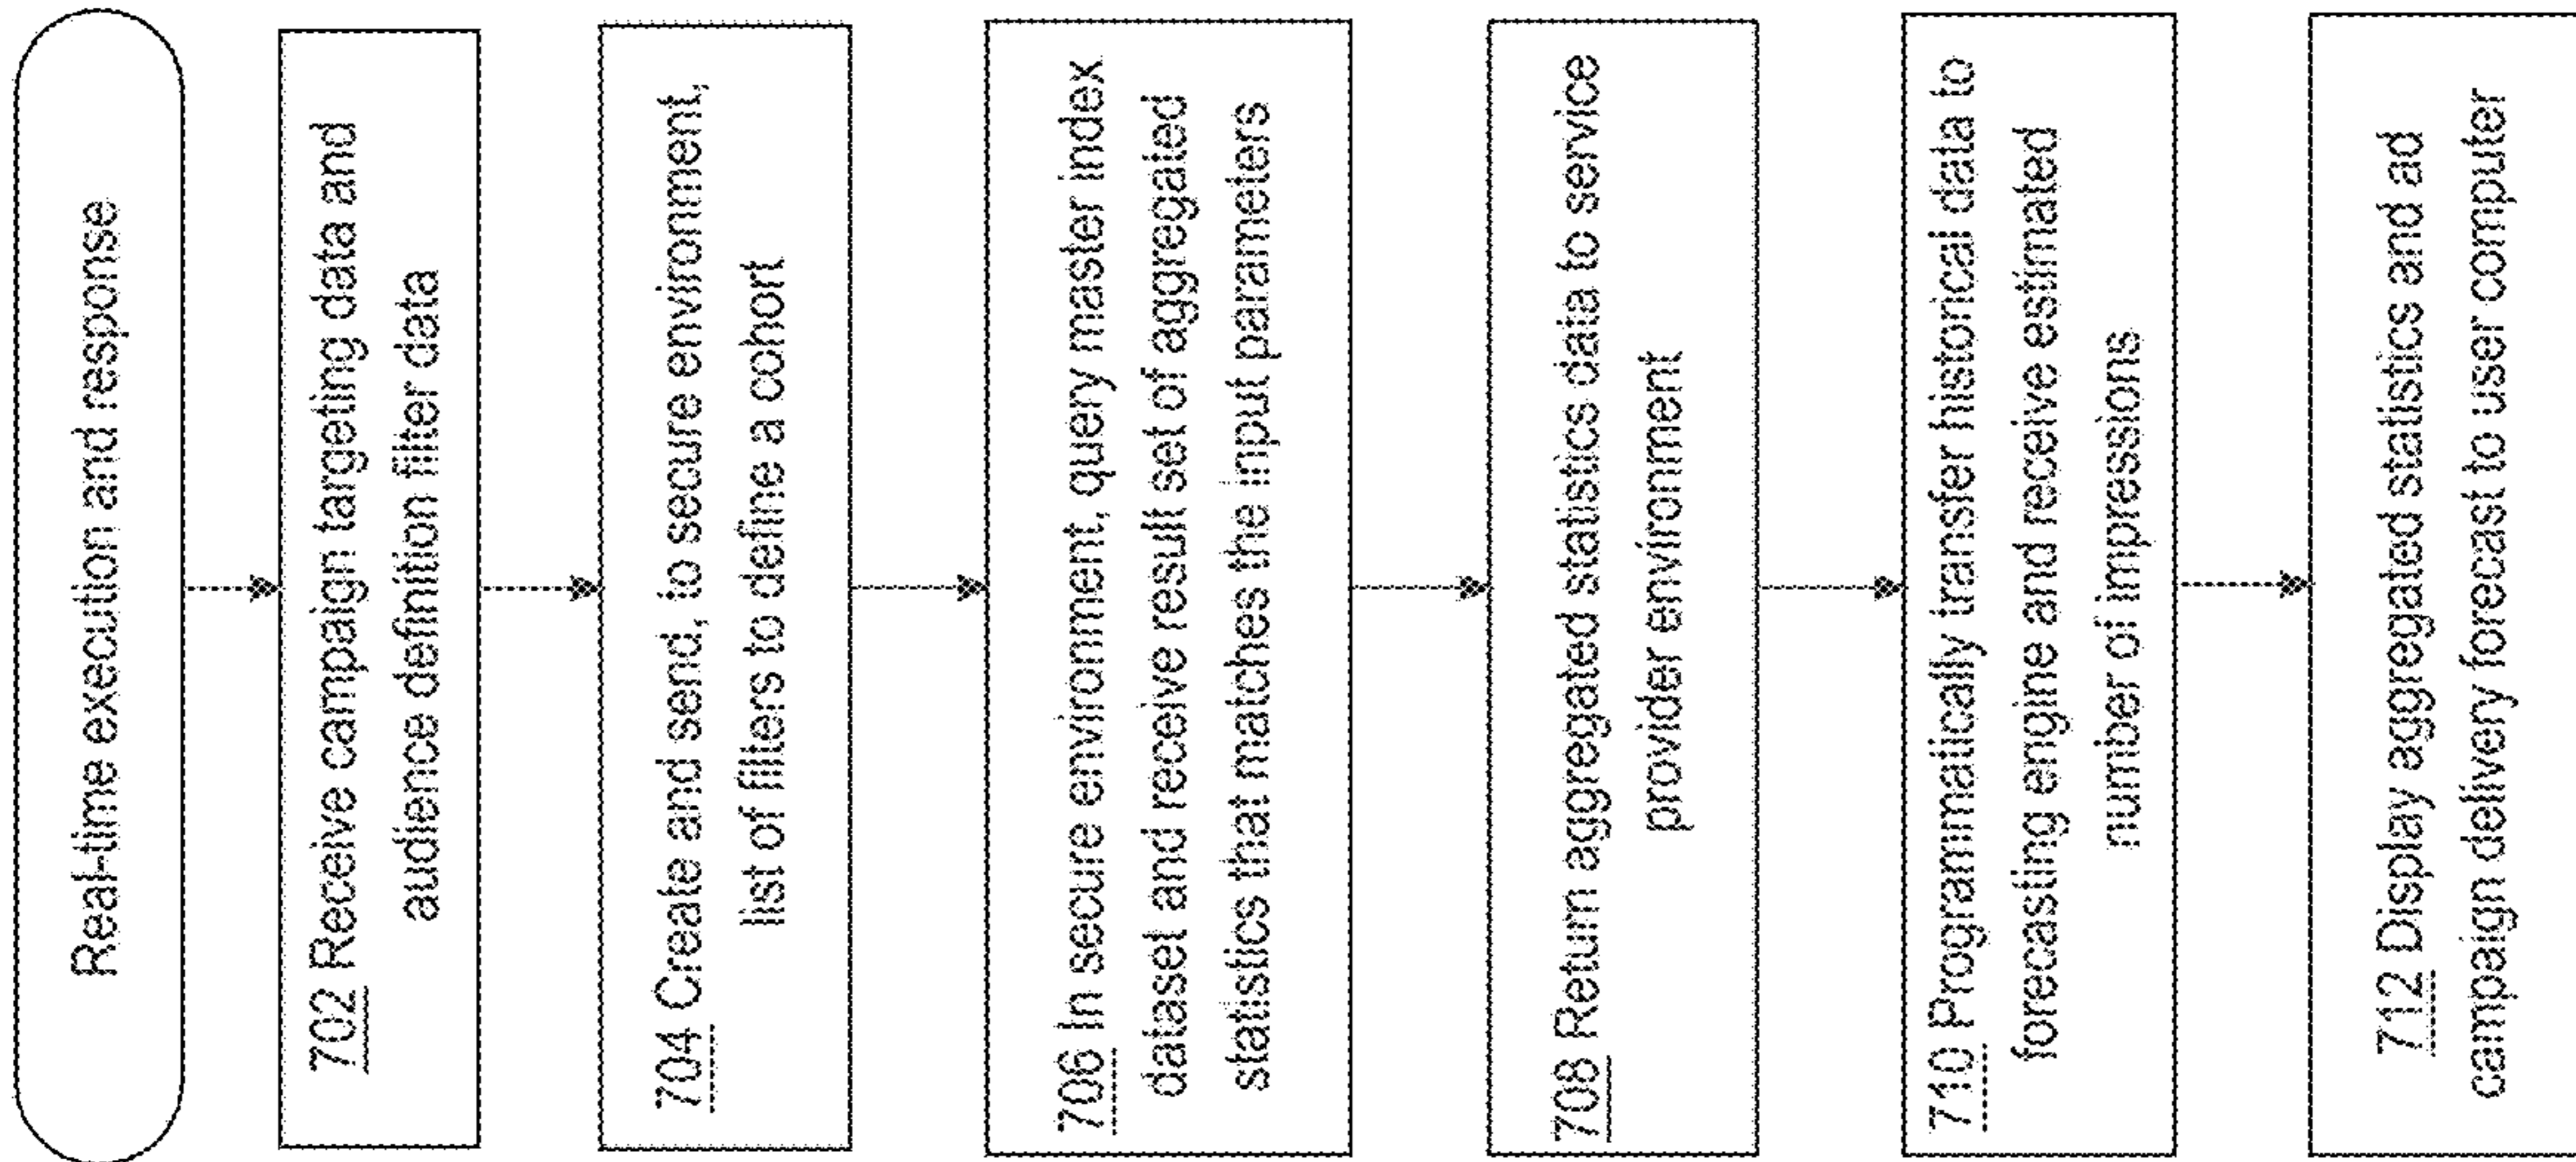 Real-time execution and response
702 Receive campaign targeting data and
audience definition filter data
704 Create and send, to secure environment,
list of filters to define a cohort
706 In secure environment, query master index
dataset and receive result set of aggregated
statistics that matches the input parameters
708 Return aggregated statistics data to service
provider environment
710 Programmatically transfer historical data to
forecasting engine and receive estimated
number of impressions
712 Display aggregated statistics and ad
campaign delivery forecast to user computer